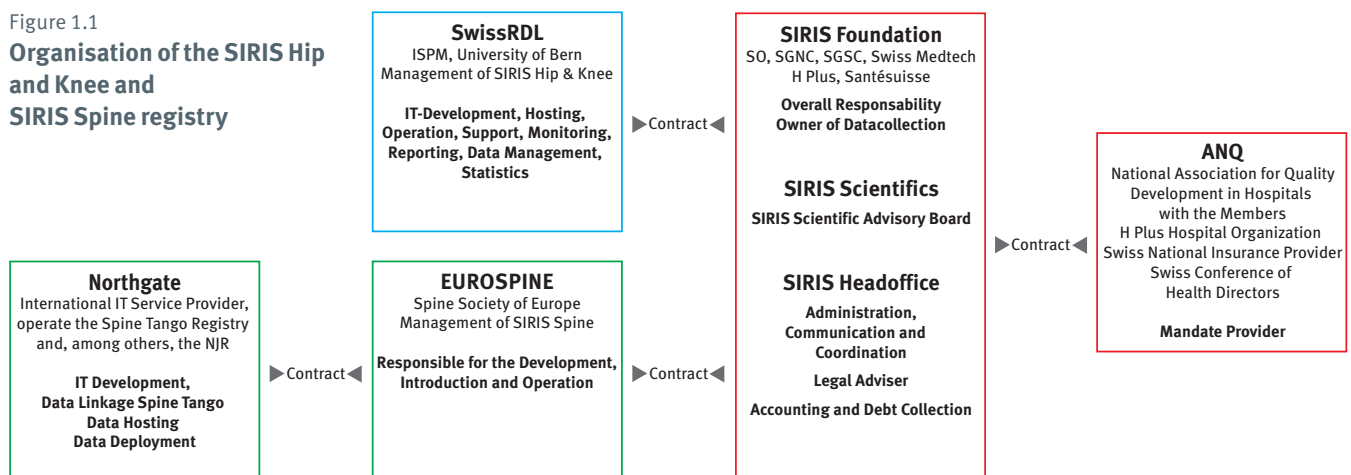 Figure 1.1
Organisation of the SIRIS Hip
and Knee and
SIRIS Spine registry
SwissRDL
ISPM, University of Bern
Management of SIRIS Hip & Knee
IT-Development, Hosting,
Operation, Support, Monitoring,
Reporting, Data Management,
Statistics
Contract
SIRIS Foundation
SO, SGNC, SGSC, Swiss Medtech
H Plus, Santésuisse
Overall Responsability
Owner of Datacollection
SIRIS Scientifics
SIRIS Scientific Advisory Board
SIRIS Headoffice
Administration,
Communication and
Coordination
Legal Adviser
Accounting and Debt Collection
Contract
ANQ
National Association for Quality
Development in Hospitals
with the Members
H Plus Hospital Organization
Swiss National Insurance Provider
Swiss Conference of
Health Directors
Mandate Provider
Northgate
International IT Service Provider,
operate the Spine Tango Registry
and, among others, the NJR
IT Development,
Data Linkage Spine Tango
Data Hosting
Data Deployment
Contract
EUROSPINE
Spine Society of Europe
Management of SIRIS Spine
Responsible for the Development,
Introduction and Operation
Contract